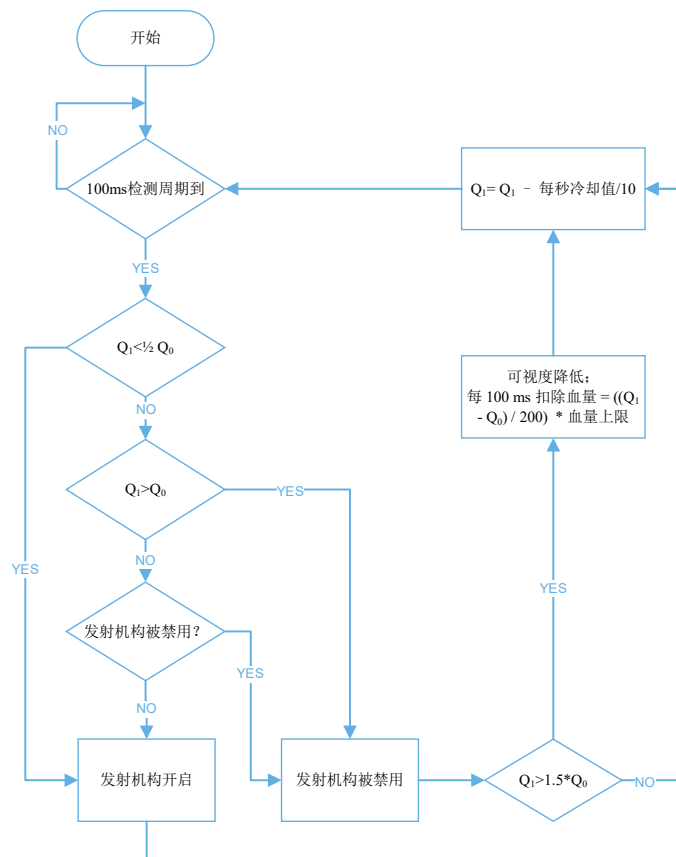 开始
NO
100ms检测周期到
Q₁= Q₁ - 每秒冷却值/10
YES
Q₁<½ Q₀
可视度降低：
每 100 ms 扣除血量 = ((Q₁
- Q₀) / 200) * 血量上限
NO
Q₁>Q₀
YES
NO
YES
YES
发射机构被禁用？
YES
NO
发射机构开启
发射机构被禁用
Q₁>1.5*Q₀
NO